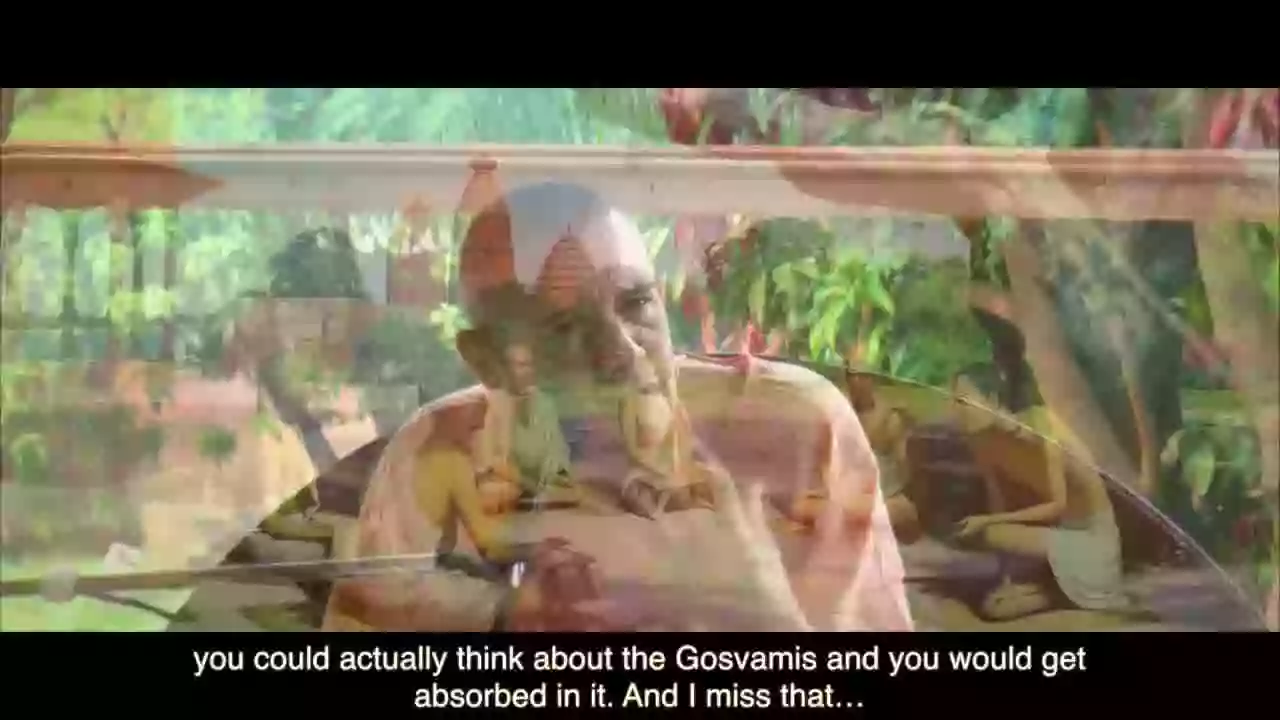 you could actually think about the Gosvamis and you would get
absorbed in it. And I miss that…